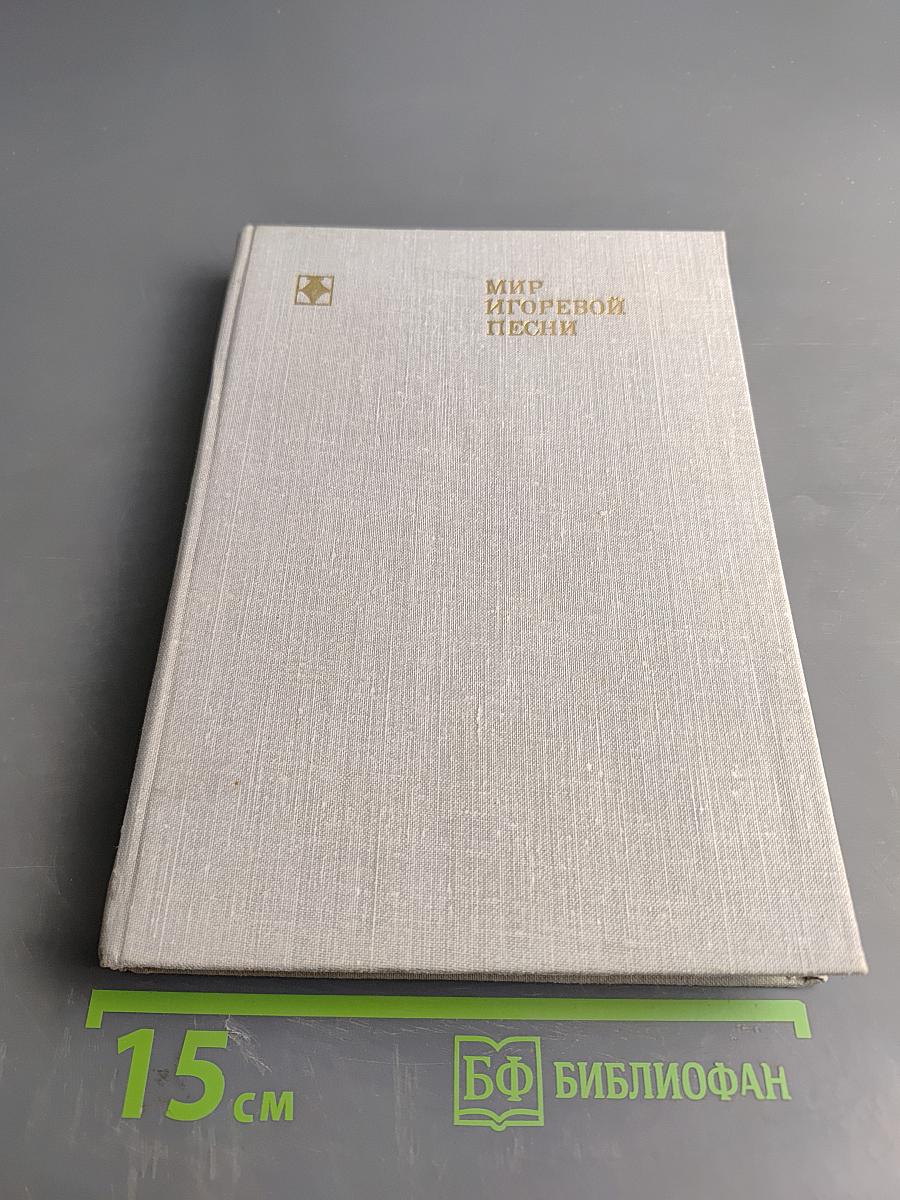 МИР
ИГОРЕВОЙ
ПЕСНИ
15 см
БФ БИБЛИОФАН